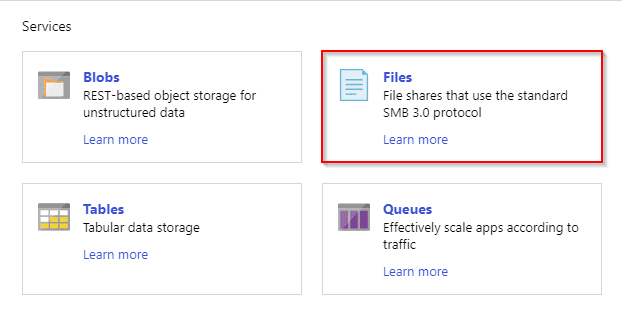 Services
Blobs
REST-based object storage for
unstructured data
Learn more
Files
File shares that use the standard
SMB 3.0 protocol
Learn more
Tables
Tabular data storage
Learn more
Queues
Effectively scale apps according to
traffic
Learn more